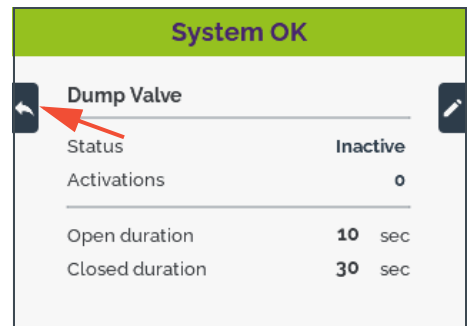 System OK
Dump Valve
Status Inactive
Activations 0
Open duration 10 sec
Closed duration 30 sec